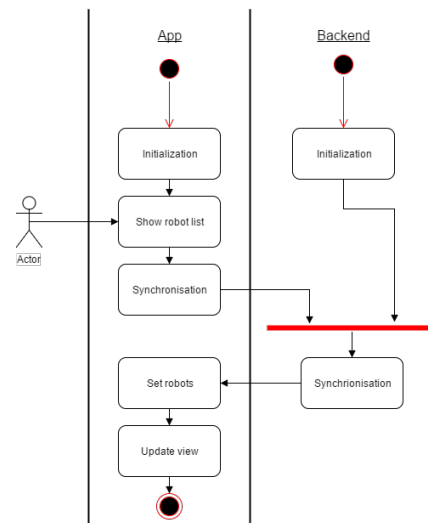 App
Backend
Initialization
Initialization
Show robot list
Actor
Synchronisation
Set robots
Synchrionisation
Update view